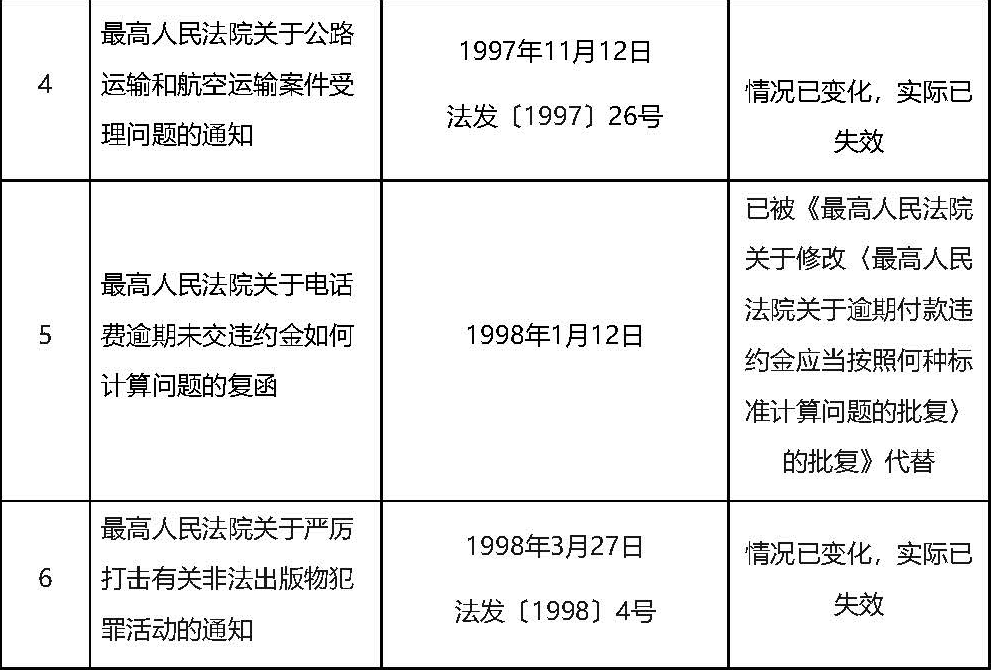 4
最高人民法院关于公路
运输和航空运输案件受
理问题的通知
1997年11月12日
法发〔1997〕26号
情况已变化，实际已
失效
5
最高人民法院关于电话
费逾期未交违约金如何
计算问题的复函
1998年1月12日
已被《最高人民法院
关于修改〈最高人民
法院关于逾期付款违
约金应当按照何种标
准计算问题的批复〉
的批复》代替
6
最高人民法院关于严厉
打击有关非法出版物犯
罪活动的通知
1998年3月27日
法发〔1998〕4号
情况已变化，实际已
失效